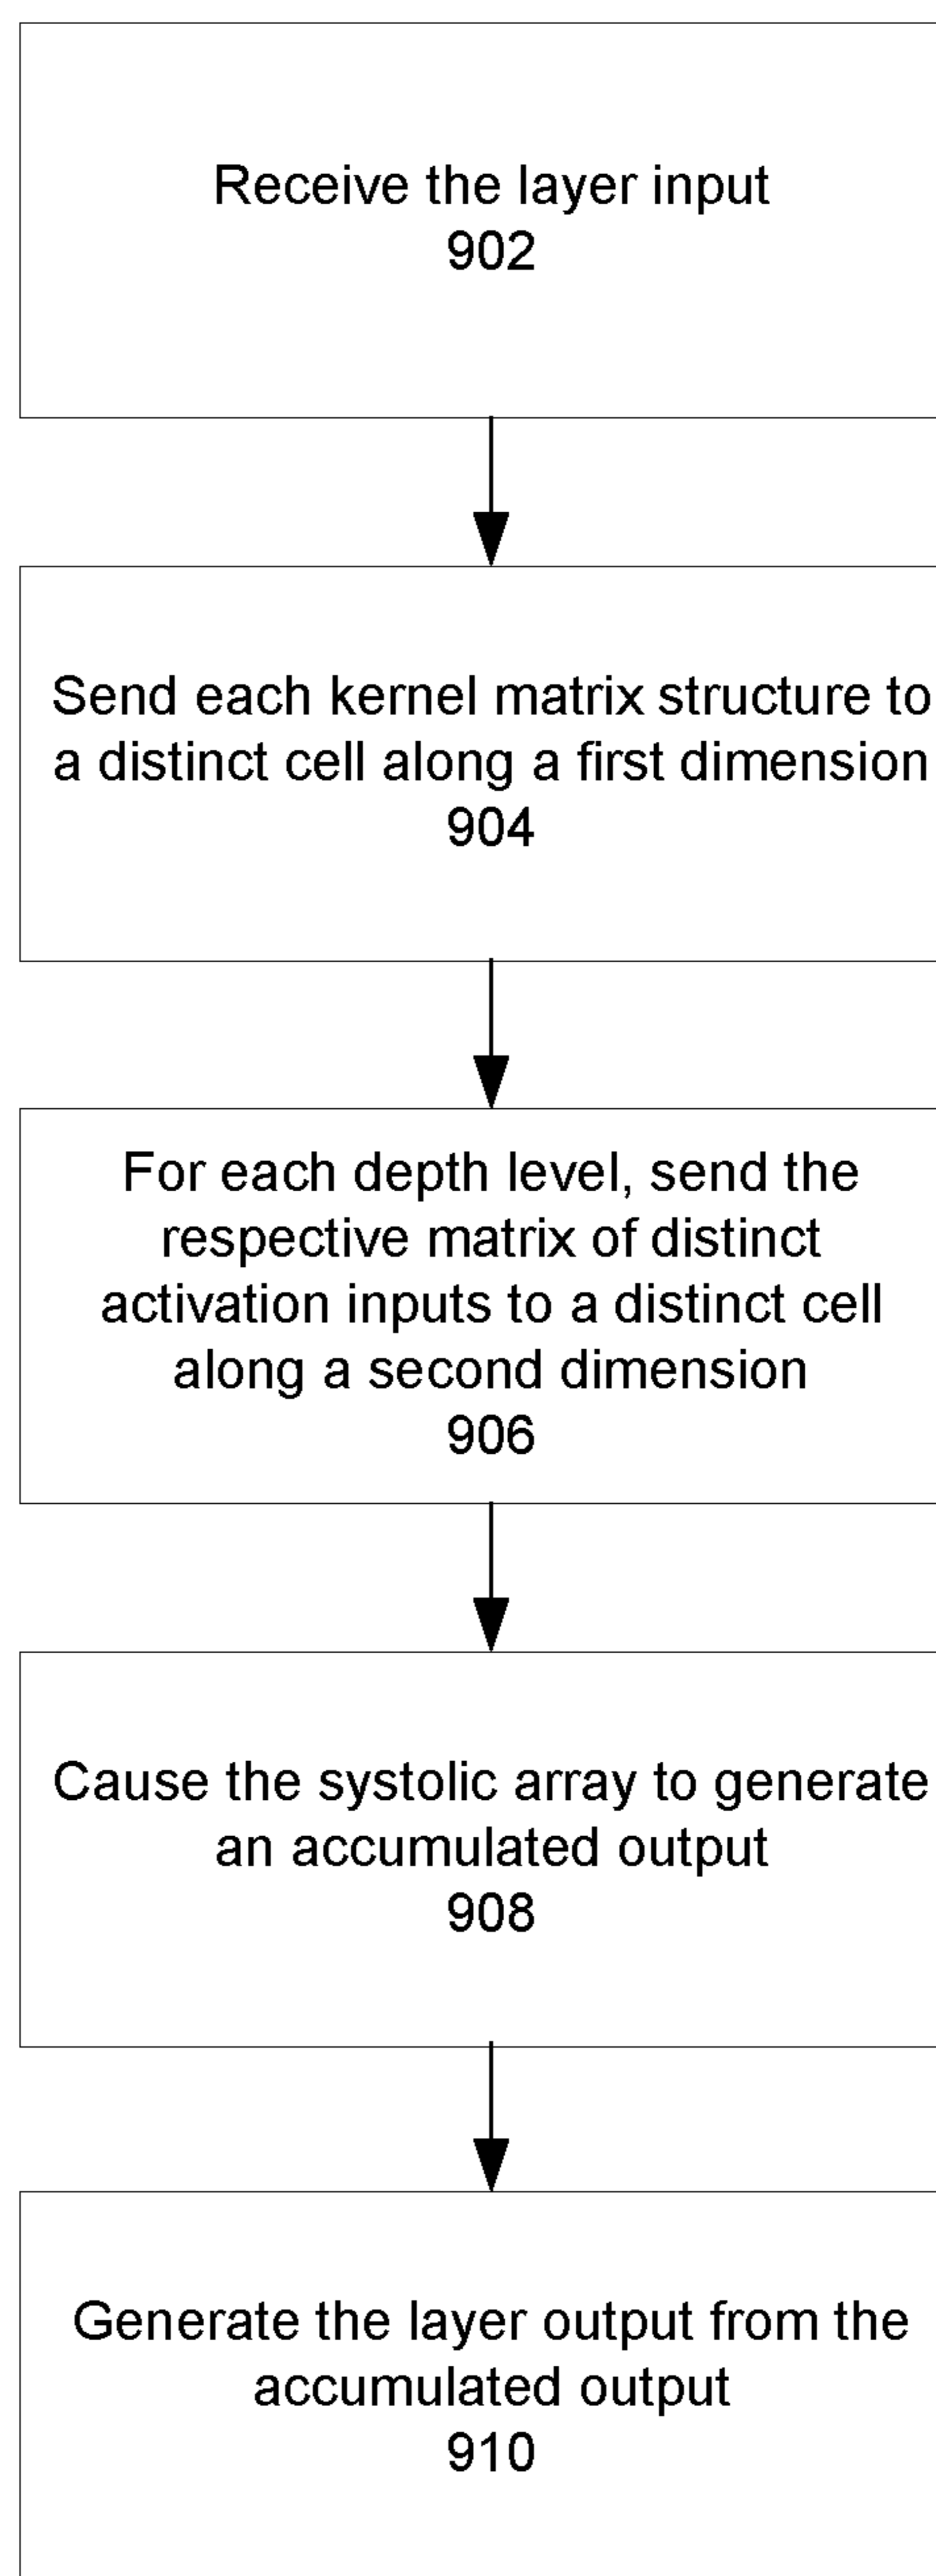 Receive the layer input
902
Send each kernel matrix structure to
a distinct cell along a first dimension
904
For each depth level, send the
respective matrix of distinct
activation inputs to a distinct cell
along a second dimension
906
Cause the systolic array to generate
an accumulated output
908
Generate the layer output from the
accumulated output
910